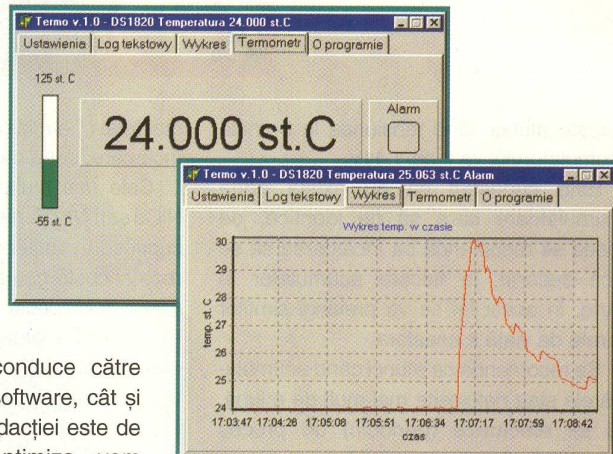 Termo v.1.0 - DS1820 Temperatura 24.000 st.C
Ustawienia Log tekstowy Wykres Termometr O programie
125 st. C
24.000 st.C
Alarm
-55 st. C
Termo v.1.0 - DS1820 Temperatura 25.063 st.C Alarm
Ustawienia Log tekstowy Wykres Termometr O programie
Wykres temp. w czasie
temp. st. C
30
29
28
27
26
25
24
17:03:47 17:04:26 17:05:08 17:05:51 17:06:34 17:07:17 17:07:59 17:08:42
czas
conduce către
software, cât și
dacției este de